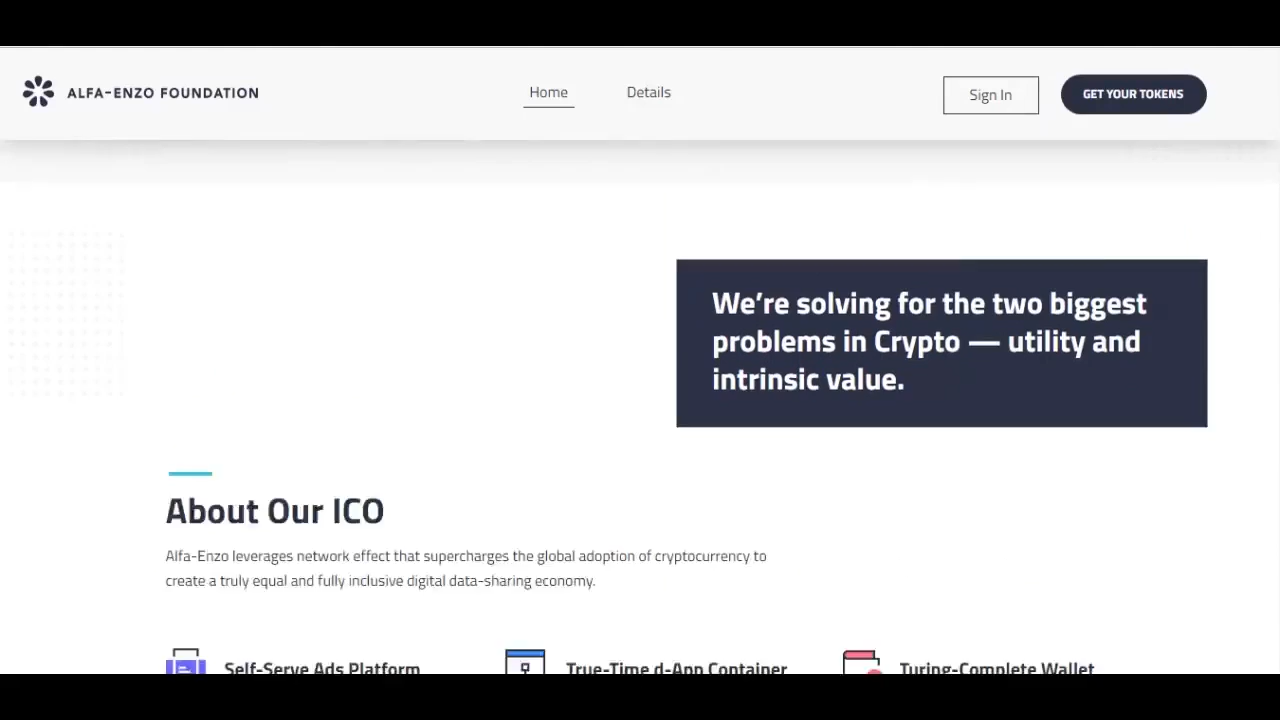 ALFA-ENZO FOUNDATION
Home
Details
Sign In
GET YOUR TOKENS
We’re solving for the two biggest
problems in Crypto — utility and
intrinsic value.
About Our ICO
Alfa-Enzo leverages network effect that supercharges the global adoption of cryptocurrency to
create a truly equal and fully inclusive digital data-sharing economy.
Self-Serve Ads Platform
True-Time d-App Container
Turing-Complete Wallet